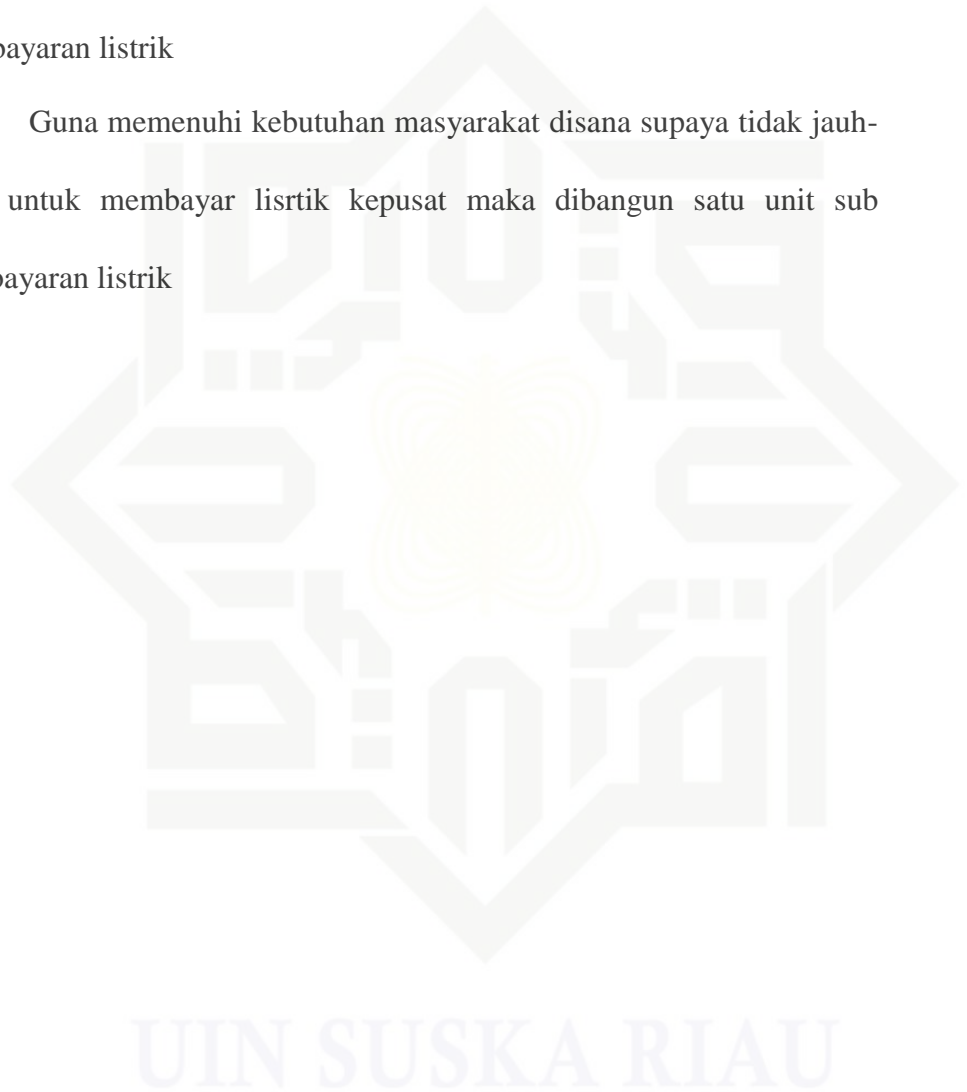 bayaran listrik
Guna memenuhi kebutuhan masyarakat disana supaya tidak jauh-
untuk membayar lisrtik kepusat maka dibangun satu unit sub
bayaran listrik
UIN SUSKA RIAU